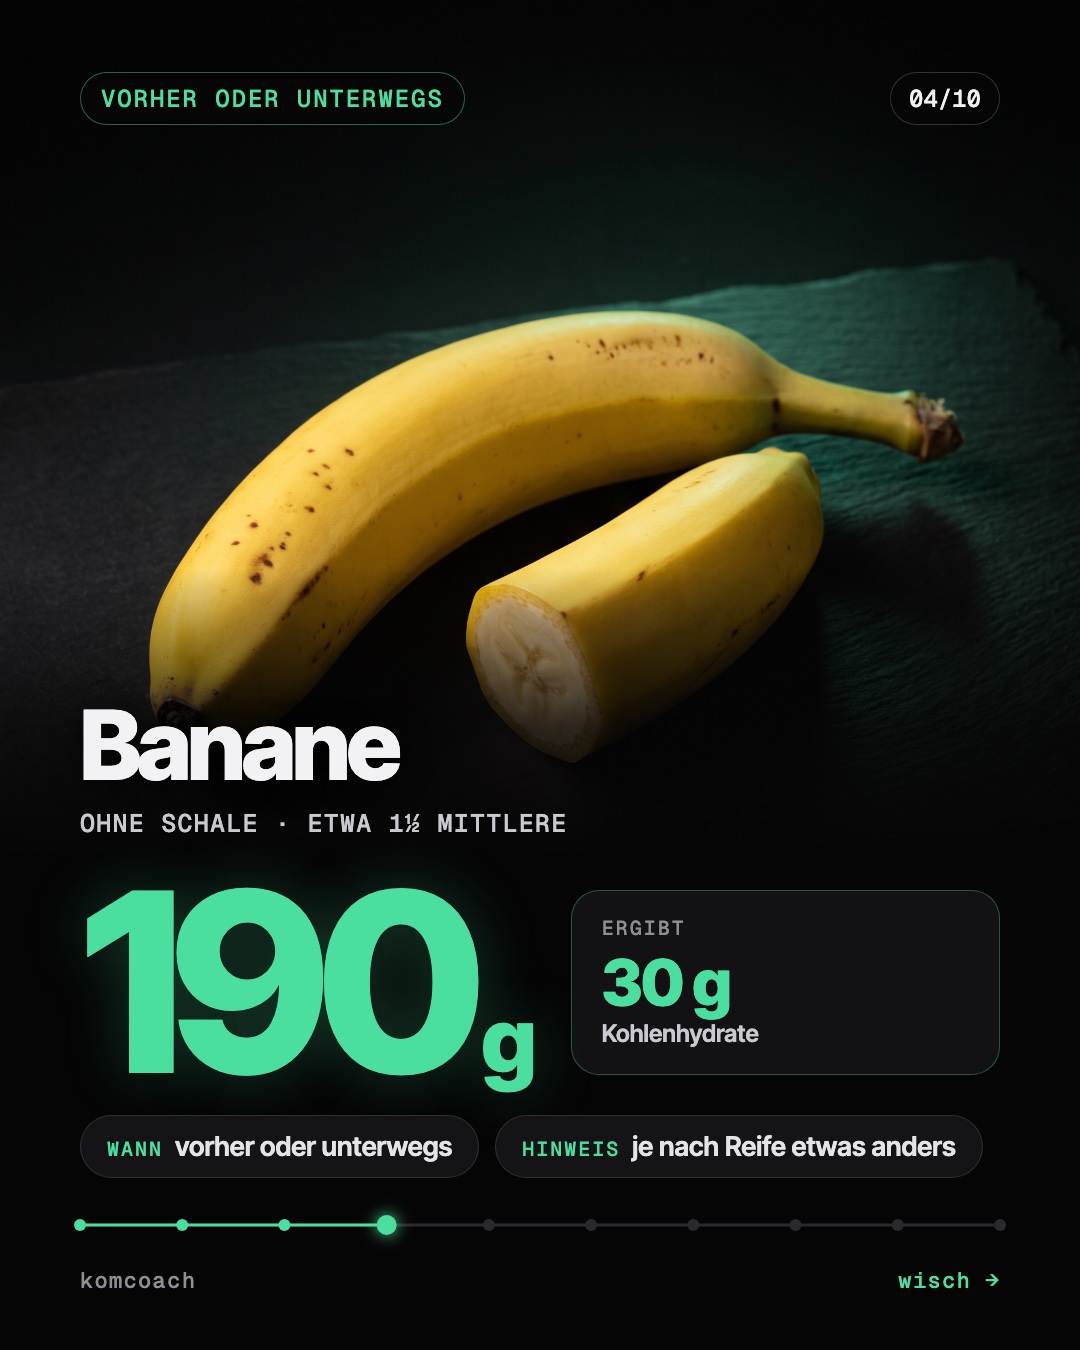 VORHER ODER UNTERWEGS
04/10
Banane
OHNE SCHALE · ETWA 1½ MITTLERE
190 g
ERGIBT
30 g
Kohlenhydrate
WANN vorher oder unterwegs
HINWEIS je nach Reife etwas anders
komcoach
wisch →